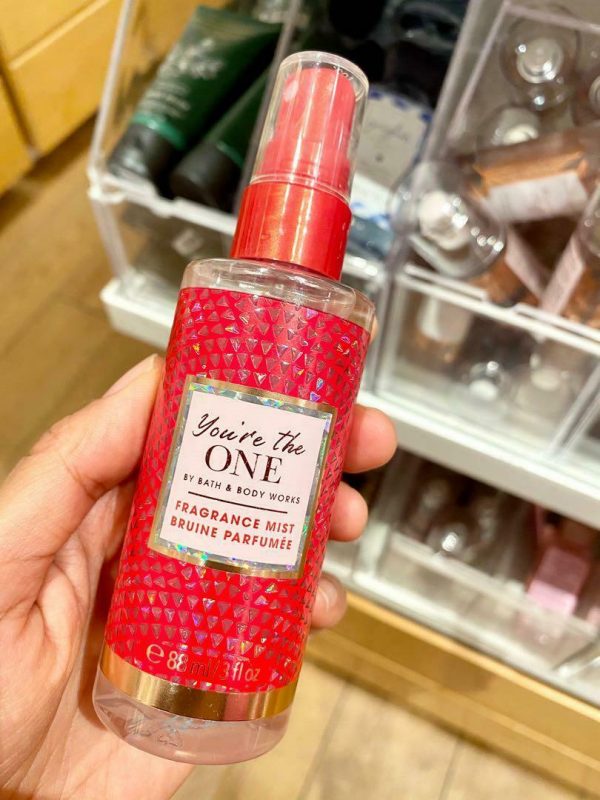 You're the
ONE
BY BATH & BODY WORKS
FRAGRANCE MIST
BRUINE PARFUMÉE
e 88 ml/3 fl oz